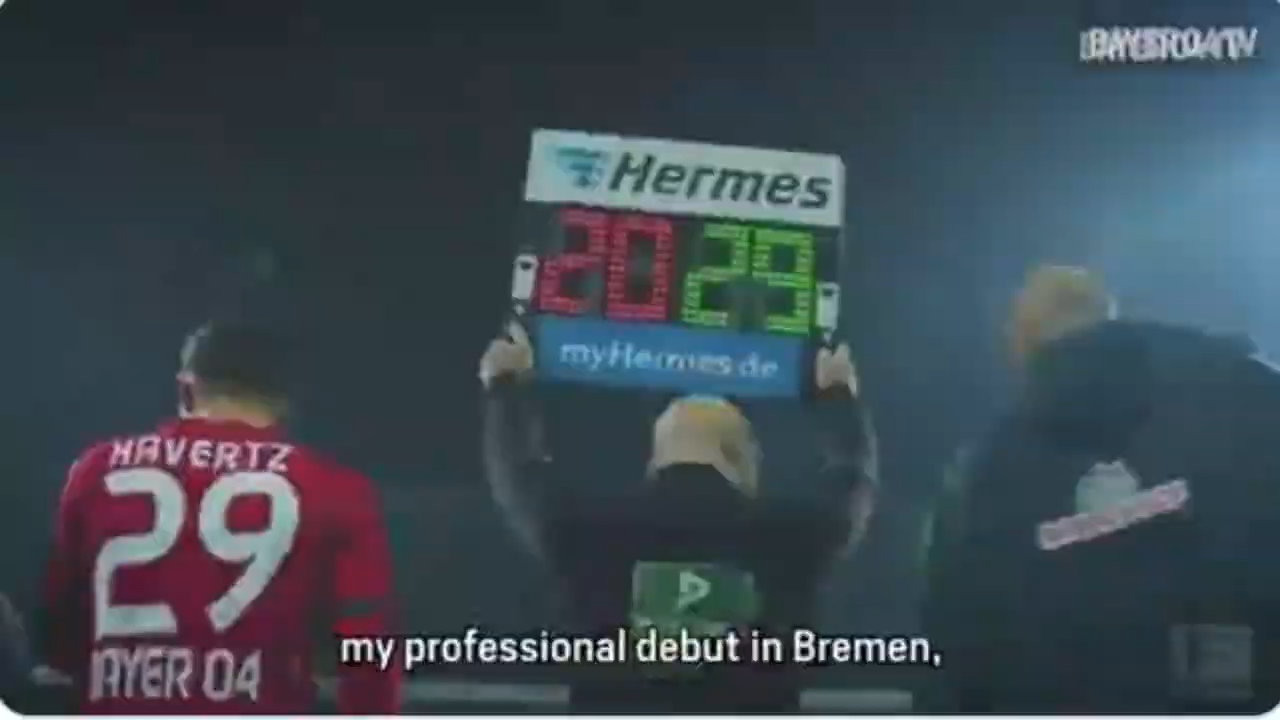 Hermes
20 29
myHermes.de
HAVERTZ
29
AYER 04
my professional debut in Bremen,